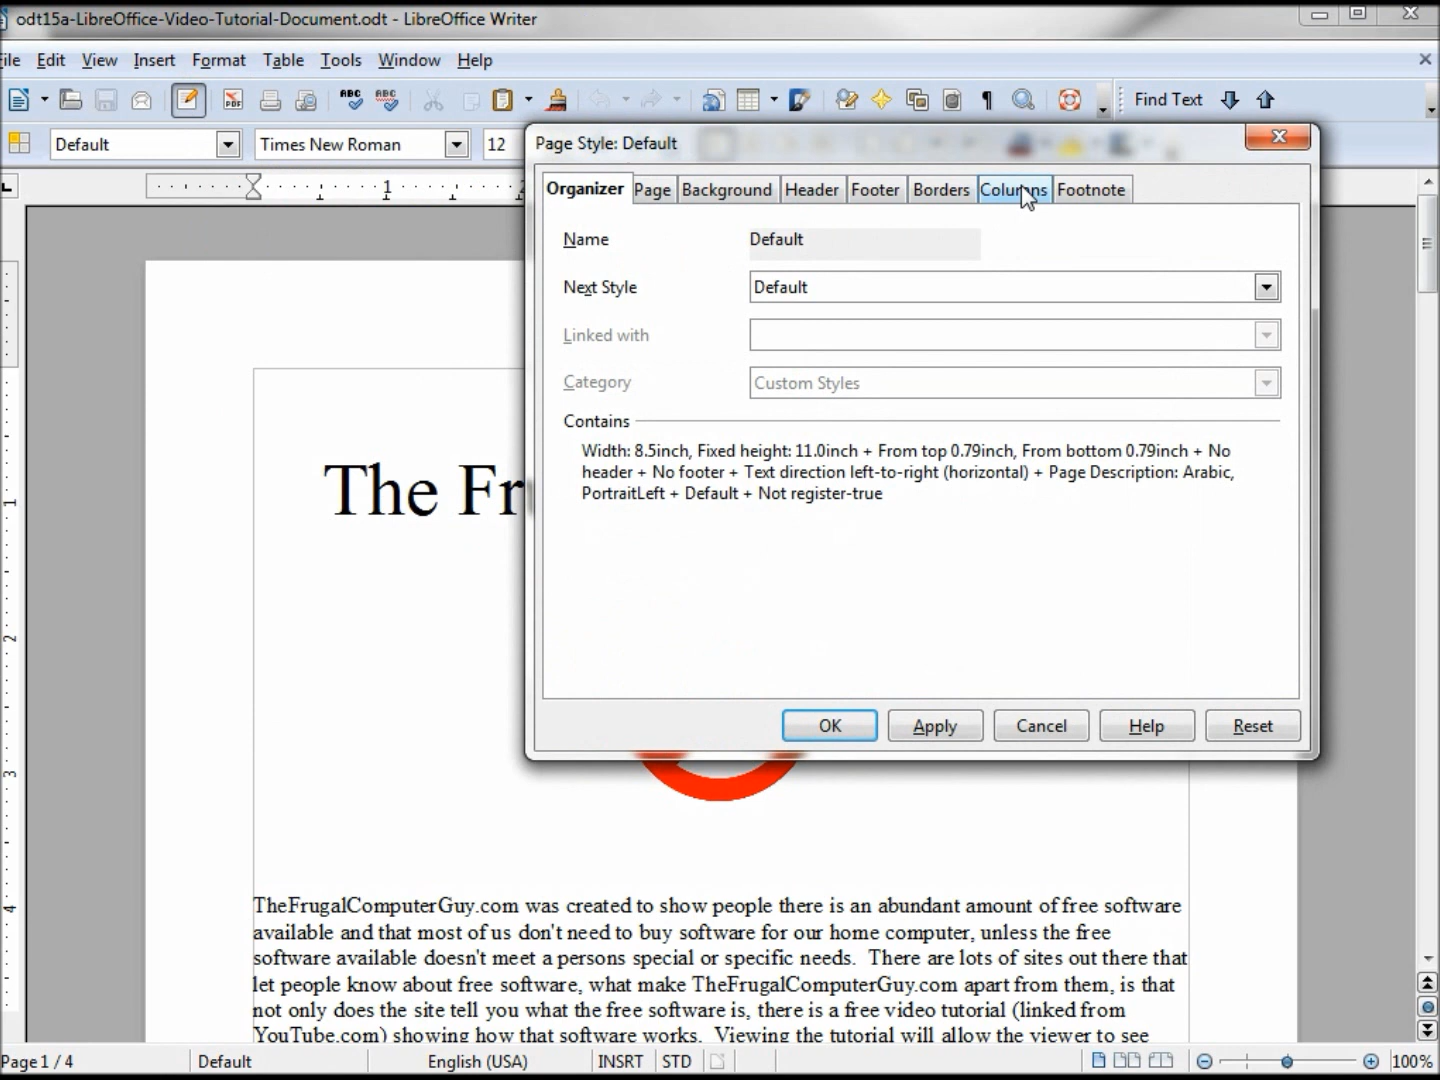 odt15a-LibreOffice-Video-Tutorial-Document.odt - LibreOffice Writer
ile Edit View Insert Format Table Tools Window Help
PDF ABC ABC Find Text
Default Times New Roman 12
Page Style: Default
1
Organizer Page Background Header Footer Borders Columns Footnote
Name Default
Next Style Default
Linked with
Category Custom Styles
Contains
Width: 8.5inch, Fixed height: 11.0inch + From top 0.79inch, From bottom 0.79inch + No
header + No footer + Text direction left-to-right (horizontal) + Page Description: Arabic,
PortraitLeft + Default + Not register-true
The Fr
1
2
OK Apply Cancel Help Reset
3
4
TheFrugalComputerGuy.com was created to show people there is an abundant amount of free software
available and that most of us don't need to buy software for our home computer, unless the free
software available doesn't meet a persons special or specific needs.  There are lots of sites out there that
let people know about free software, what make TheFrugalComputerGuy.com apart from them, is that
not only does the site tell you what the free software is, there is a free video tutorial (linked from
YouTube.com) showing how that software works.  Viewing the tutorial will allow the viewer to see
Page 1 / 4 Default English (USA) INSRT STD 100%